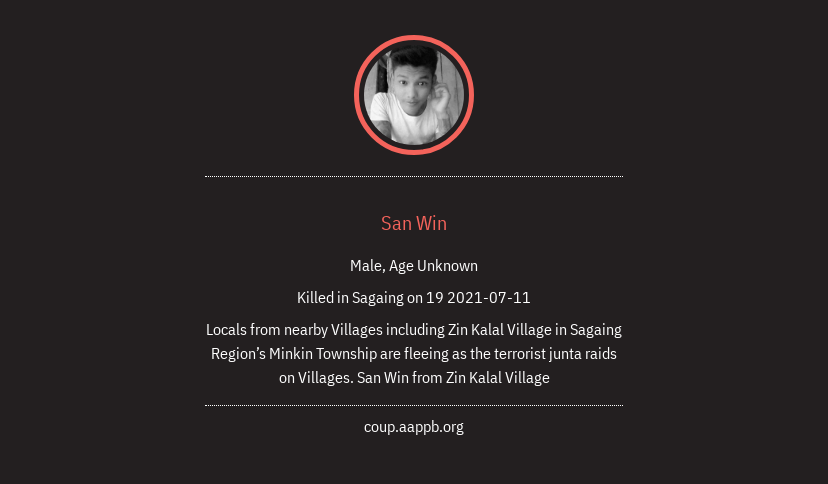 San Win
Male, Age Unknown
Killed in Sagaing on 19 2021-07-11
Locals from nearby Villages including Zin Kalal Village in Sagaing
Region’s Minkin Township are fleeing as the terrorist junta raids
on Villages. San Win from Zin Kalal Village
coup.aappb.org